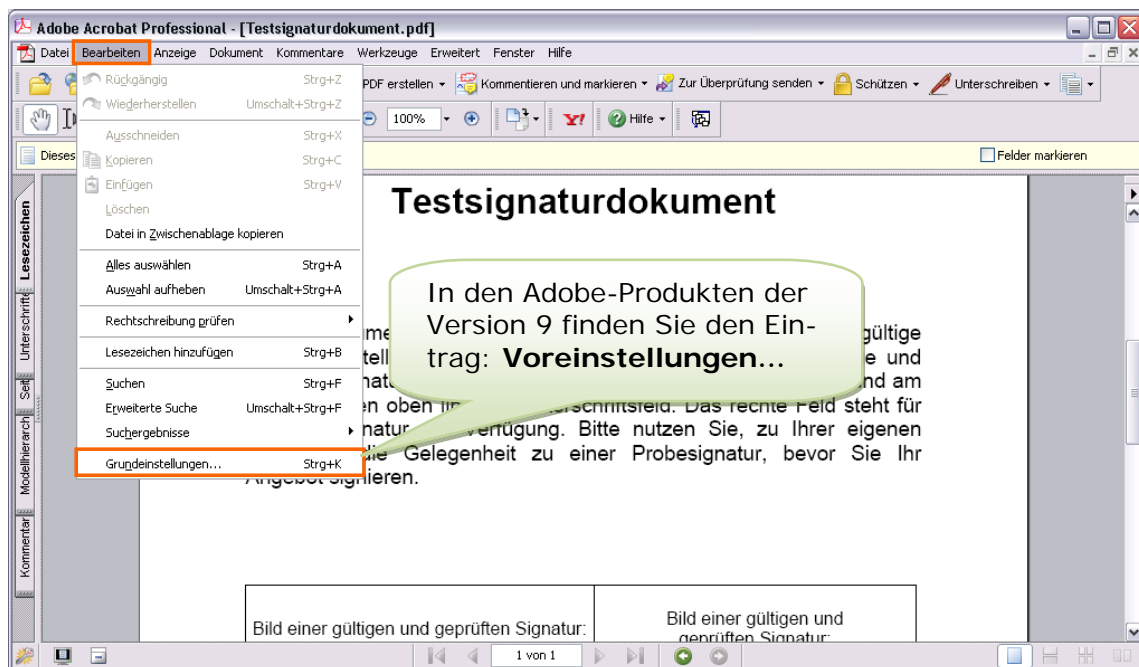 Adobe Acrobat Professional - [Testsignaturdokument.pdf]
Datei Bearbeiten Anzeige Dokument Kommentare Werkzeuge Erweitert Fenster Hilfe
PDF erstellen Kommentieren und markieren Zur Überprüfung senden Schützen Unterschreiben
100% Y! Hilfe
Dieses
Felder markieren
Rückgängig Strg+Z
Wiederherstellen Umschalt+Strg+Z
Ausschneiden Strg+X
Kopieren Strg+C
Einfügen Strg+V
Löschen
Datei in Zwischenablage kopieren
Alles auswählen Strg+A
Auswahl aufheben Umschalt+Strg+A
Rechtschreibung prüfen
Lesezeichen hinzufügen Strg+B
Suchen Strg+F
Erweiterte Suche Umschalt+Strg+F
Suchergebnisse
Grundeinstellungen... Strg+K
Lesezeichen
Unterschrifte
Modellhierarch
Kommentar
Testsignaturdokument
In den Adobe-Produkten der
Version 9 finden Sie den Ein-
trag: Voreinstellungen...
gültige
und
am
en oben Das rechte Feld steht für
Verfügung. Bitte nutzen Sie, zu Ihrer eigenen
die Gelegenheit zu einer Probesignatur, bevor Sie Ihr
Angebot signieren.
Bild einer gültigen und geprüften Signatur:
Bild einer gültigen und
geprüften Signatur:
1 von 1